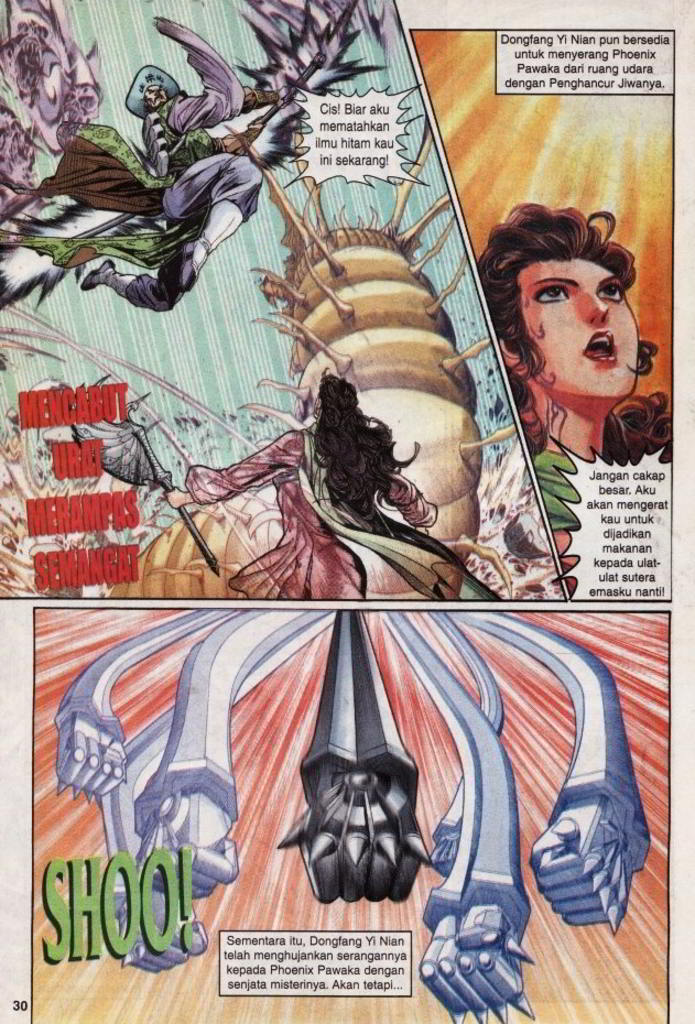 Dongfang Yi Nian pun bersedia
untuk menyerang Phoenix
Pawaka dari ruang udara
dengan Penghancur Jiwanya.
Cis! Biar aku
mematahkan
ilmu hitam kau
ini sekarang!
MENCABUT
URAT
MERAMPAS
SEMANGAT
Jangan cakap
besar. Aku
akan mengerat
kau untuk
dijadikan
makanan
kepada ulat-
ulat sutera
emasku nanti!
SHOO!
Sementara itu, Dongfang Yi Nian
telah menghujankan serangannya
kepada Phoenix Pawaka dengan
senjata misterinya. Akan tetapi...
30